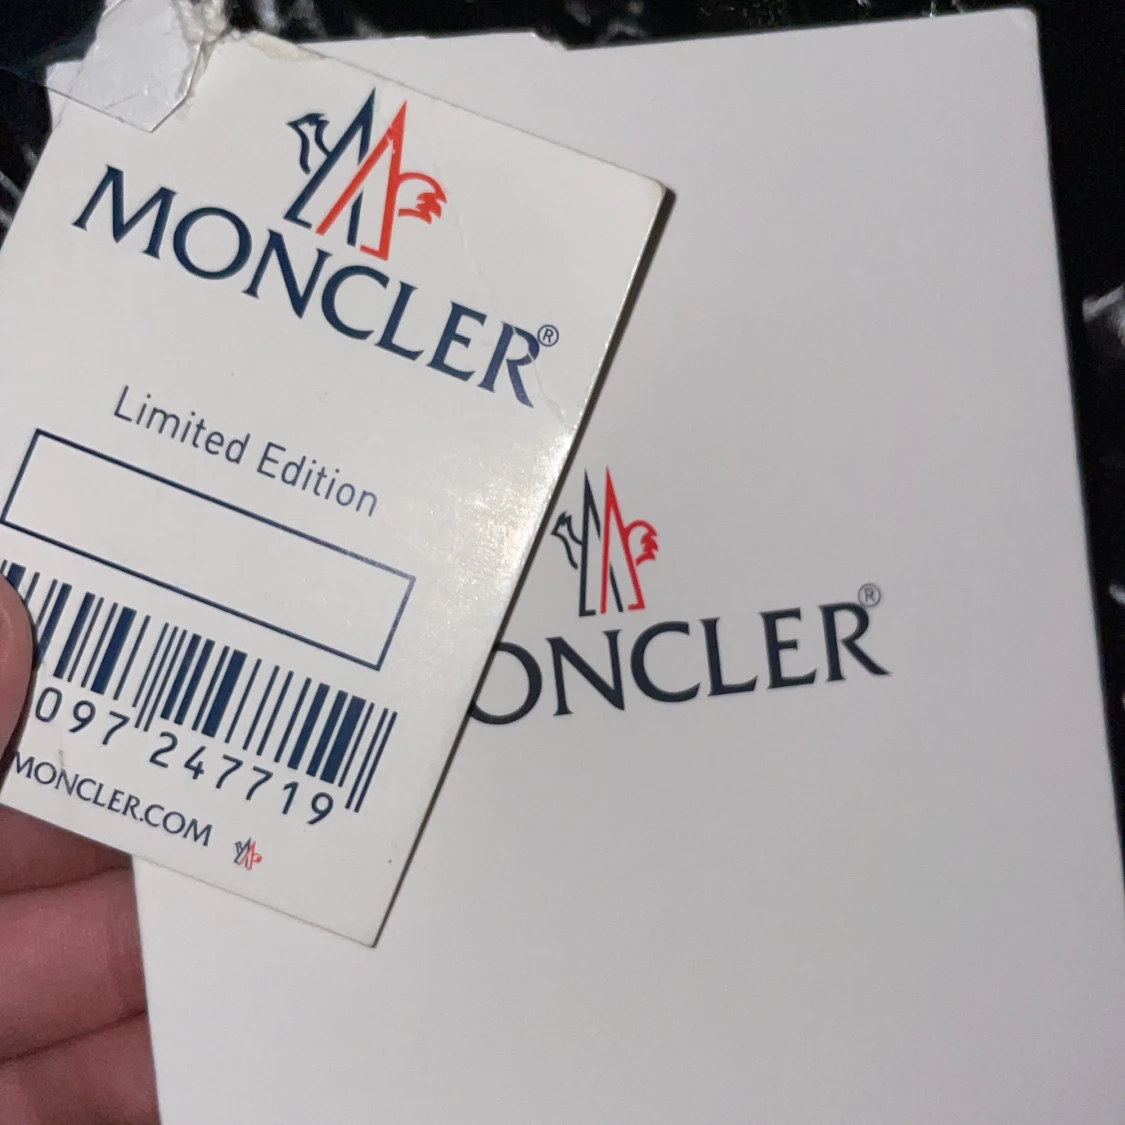 MONCLER®
Limited Edition
097 247719
MONCLER.COM
ONCLER®